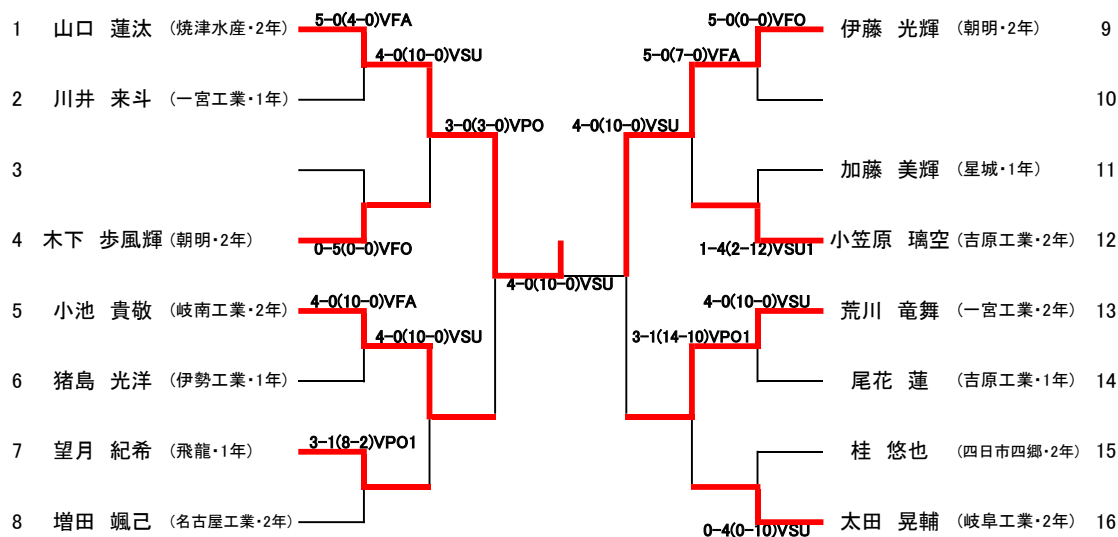 5-0(4-0)VFA
1 山口 蓮汰 (焼津水産・2年)
4-0(10-0)VSU
2 川井 来斗 (一宮工業・1年)
3-0(3-0)VPO
3
4 木下 歩風輝 (朝明・2年)
0-5(0-0)VFO
4-0(10-0)VSU
4-0(10-0)VFA
5 小池 貴敬 (岐南工業・2年)
4-0(10-0)VSU
6 猪島 光洋 (伊勢工業・1年)
3-1(8-2)VPO1
7 望月 紀希 (飛龍・1年)
8 増田 颯己 (名古屋工業・2年)
5-0(0-0)VFO
伊藤 光輝 (朝明・2年) 9
5-0(7-0)VFA
10
4-0(10-0)VSU
加藤 美輝 (星城・1年) 11
小笠原 璃空 (吉原工業・2年) 12
1-4(2-12)VSU1
4-0(10-0)VSU
荒川 竜舞 (一宮工業・2年) 13
3-1(14-10)VPO1
尾花 蓮 (吉原工業・1年) 14
桂 悠也 (四日市四郷・2年) 15
太田 晃輔 (岐阜工業・2年) 16
0-4(0-10)VSU